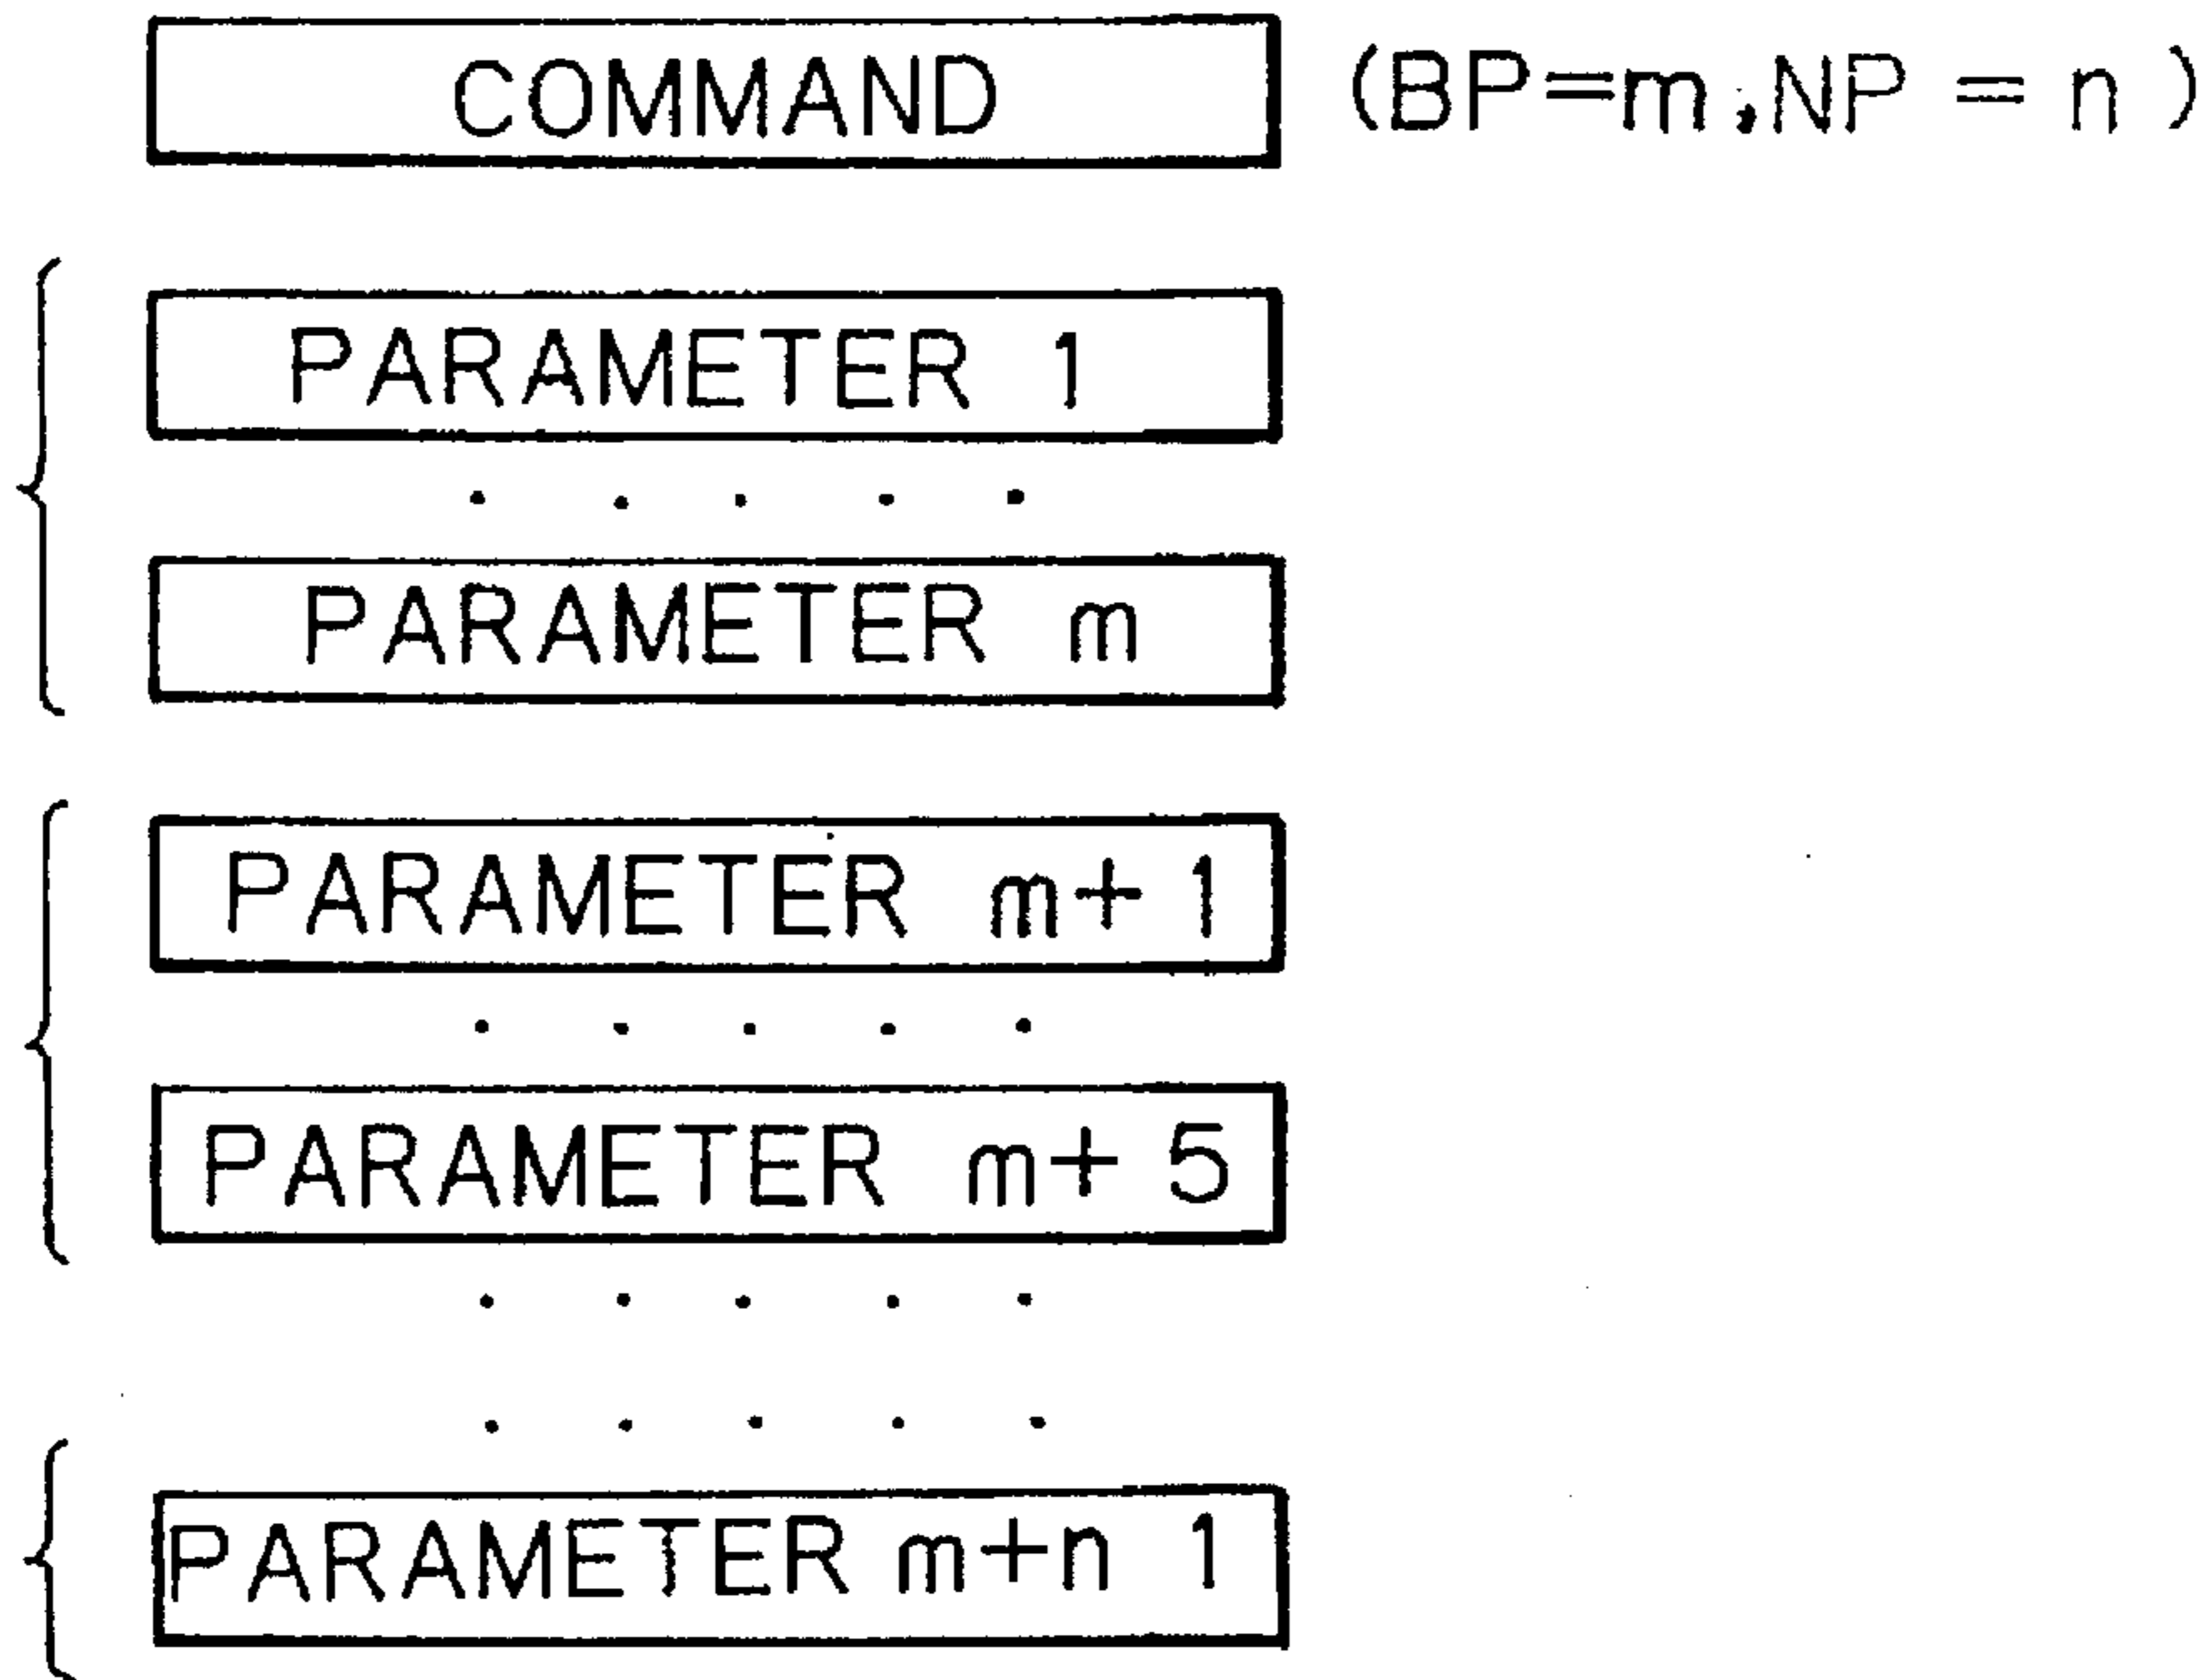 COMMAND (BP=m,NP = n )
PARAMETER 1
. . . . .
PARAMETER m
PARAMETER m+ 1
. . . . .
PARAMETER m+ 5
. . . . .
. . . . .
PARAMETER m+n 1